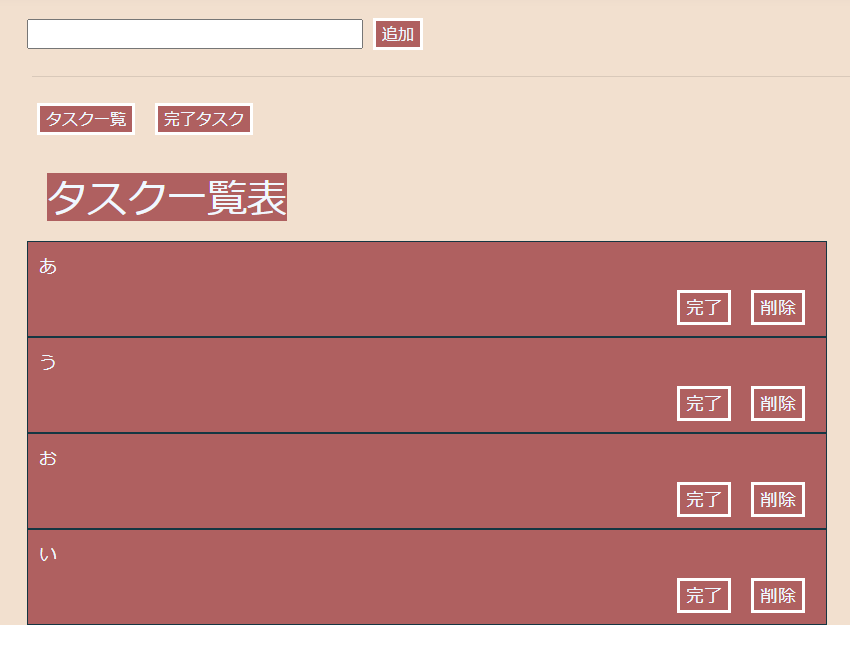 追加
タスク一覧 完了タスク
タスク一覧表
あ
完了 削除
う
完了 削除
お
完了 削除
い
完了 削除